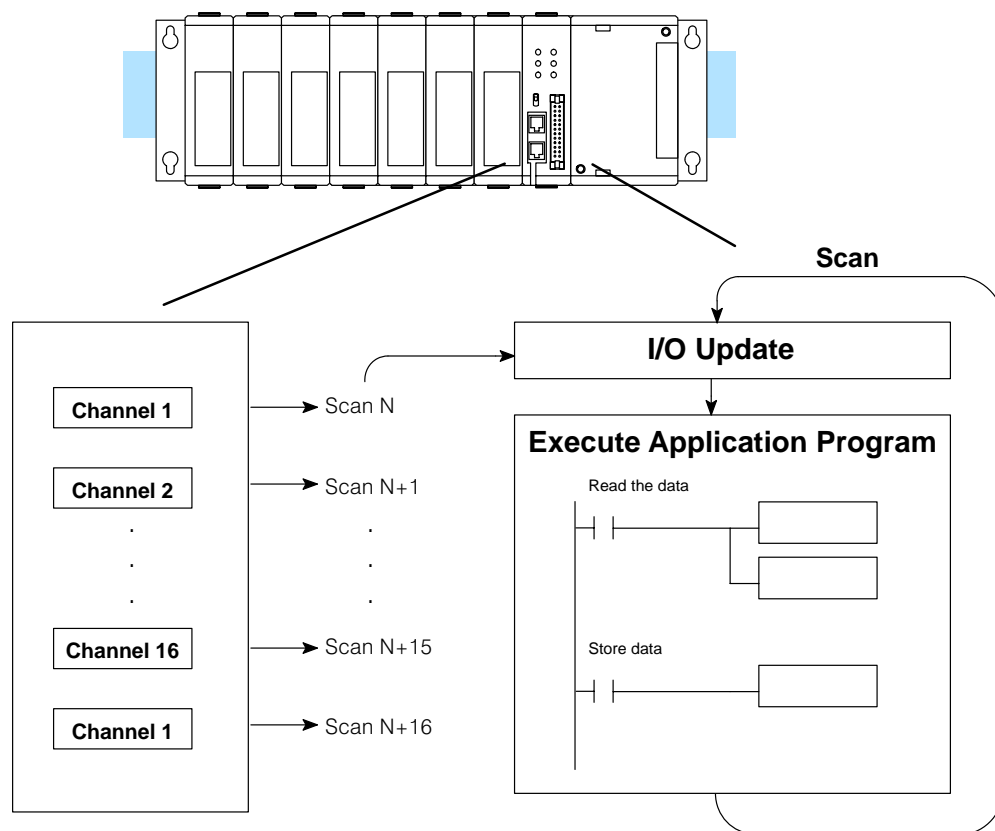 Scan
I/O Update
Channel 1
Scan N
Execute Application Program
Channel 2
Scan N+1
Read the data
.
.
.
.
.
.
Channel 16
Scan N+15
Store data
Channel 1
Scan N+16